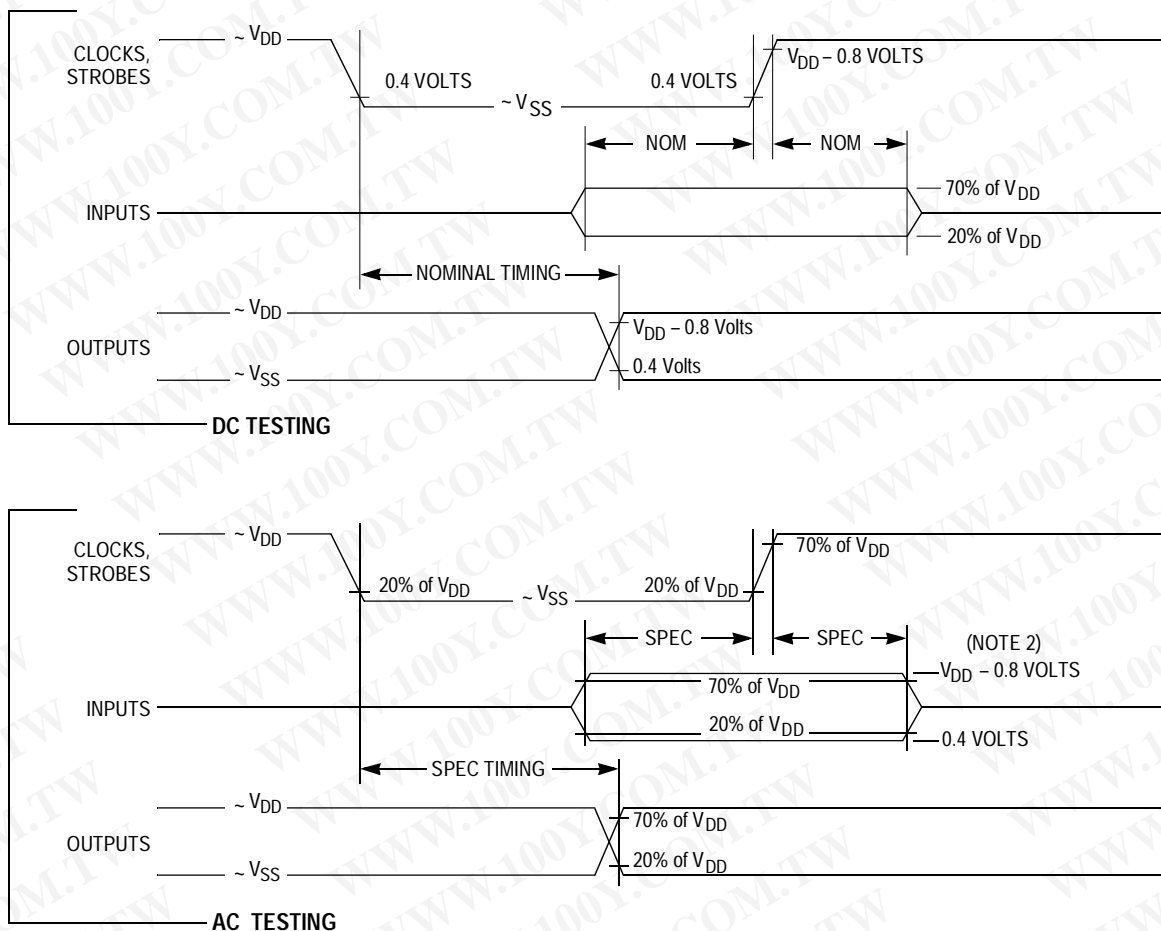 CLOCKS,
STROBES
~ VDD
0.4 VOLTS
~ VSS
0.4 VOLTS
VDD – 0.8 VOLTS
NOM
NOM
INPUTS
70% of VDD
20% of VDD
NOMINAL TIMING
OUTPUTS
~ VDD
~ VSS
VDD – 0.8 Volts
0.4 Volts
DC TESTING
CLOCKS,
STROBES
~ VDD
20% of VDD
~ VSS
20% of VDD
70% of VDD
SPEC
SPEC
(NOTE 2)
INPUTS
70% of VDD
20% of VDD
VDD – 0.8 VOLTS
0.4 VOLTS
SPEC TIMING
OUTPUTS
~ VDD
~ VSS
70% of VDD
20% of VDD
AC TESTING
WWW.100Y.COM.TW